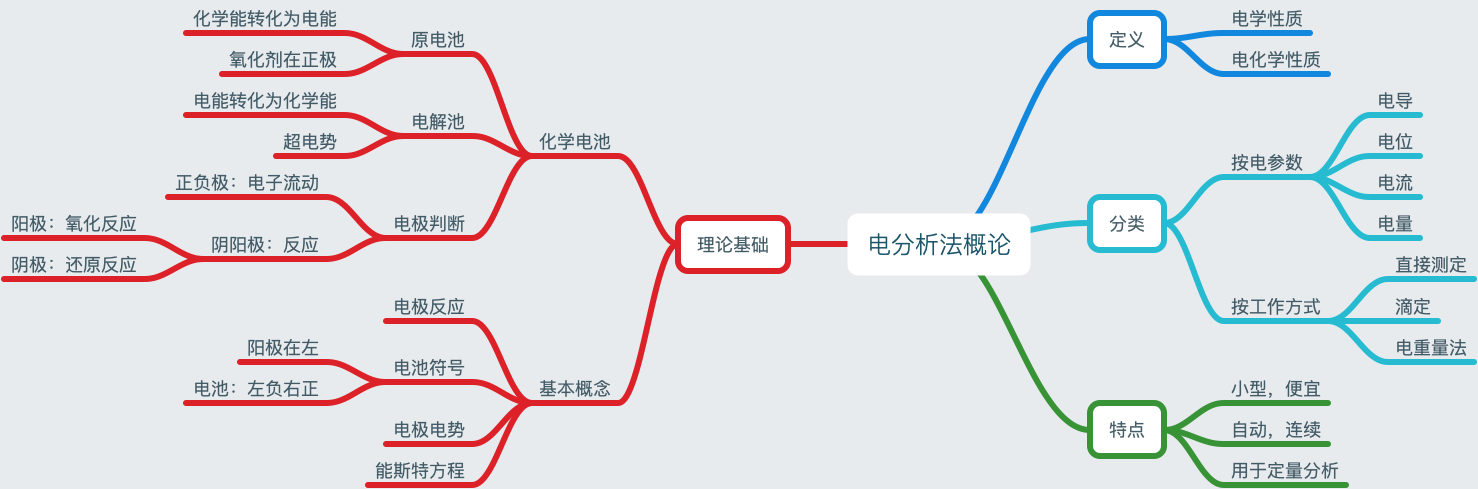 电分析法概论
定义
电学性质
电化学性质
分类
按电参数
电导
电位
电流
电量
按工作方式
直接测定
滴定
电重量法
特点
小型，便宜
自动，连续
用于定量分析
理论基础
化学电池
原电池
化学能转化为电能
氧化剂在正极
电解池
电能转化为化学能
超电势
电极判断
正负极：电子流动
阴阳极：反应
阳极：氧化反应
阴极：还原反应
基本概念
电极反应
电池符号
阳极在左
电池：左负右正
电极电势
能斯特方程